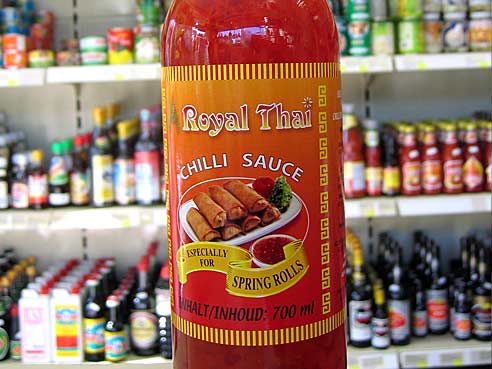 Royal Thai
CHILLI SAUCE
ESPECIALLY
FOR
SPRING ROLLS
INHALT/INHOUD: 700 ml